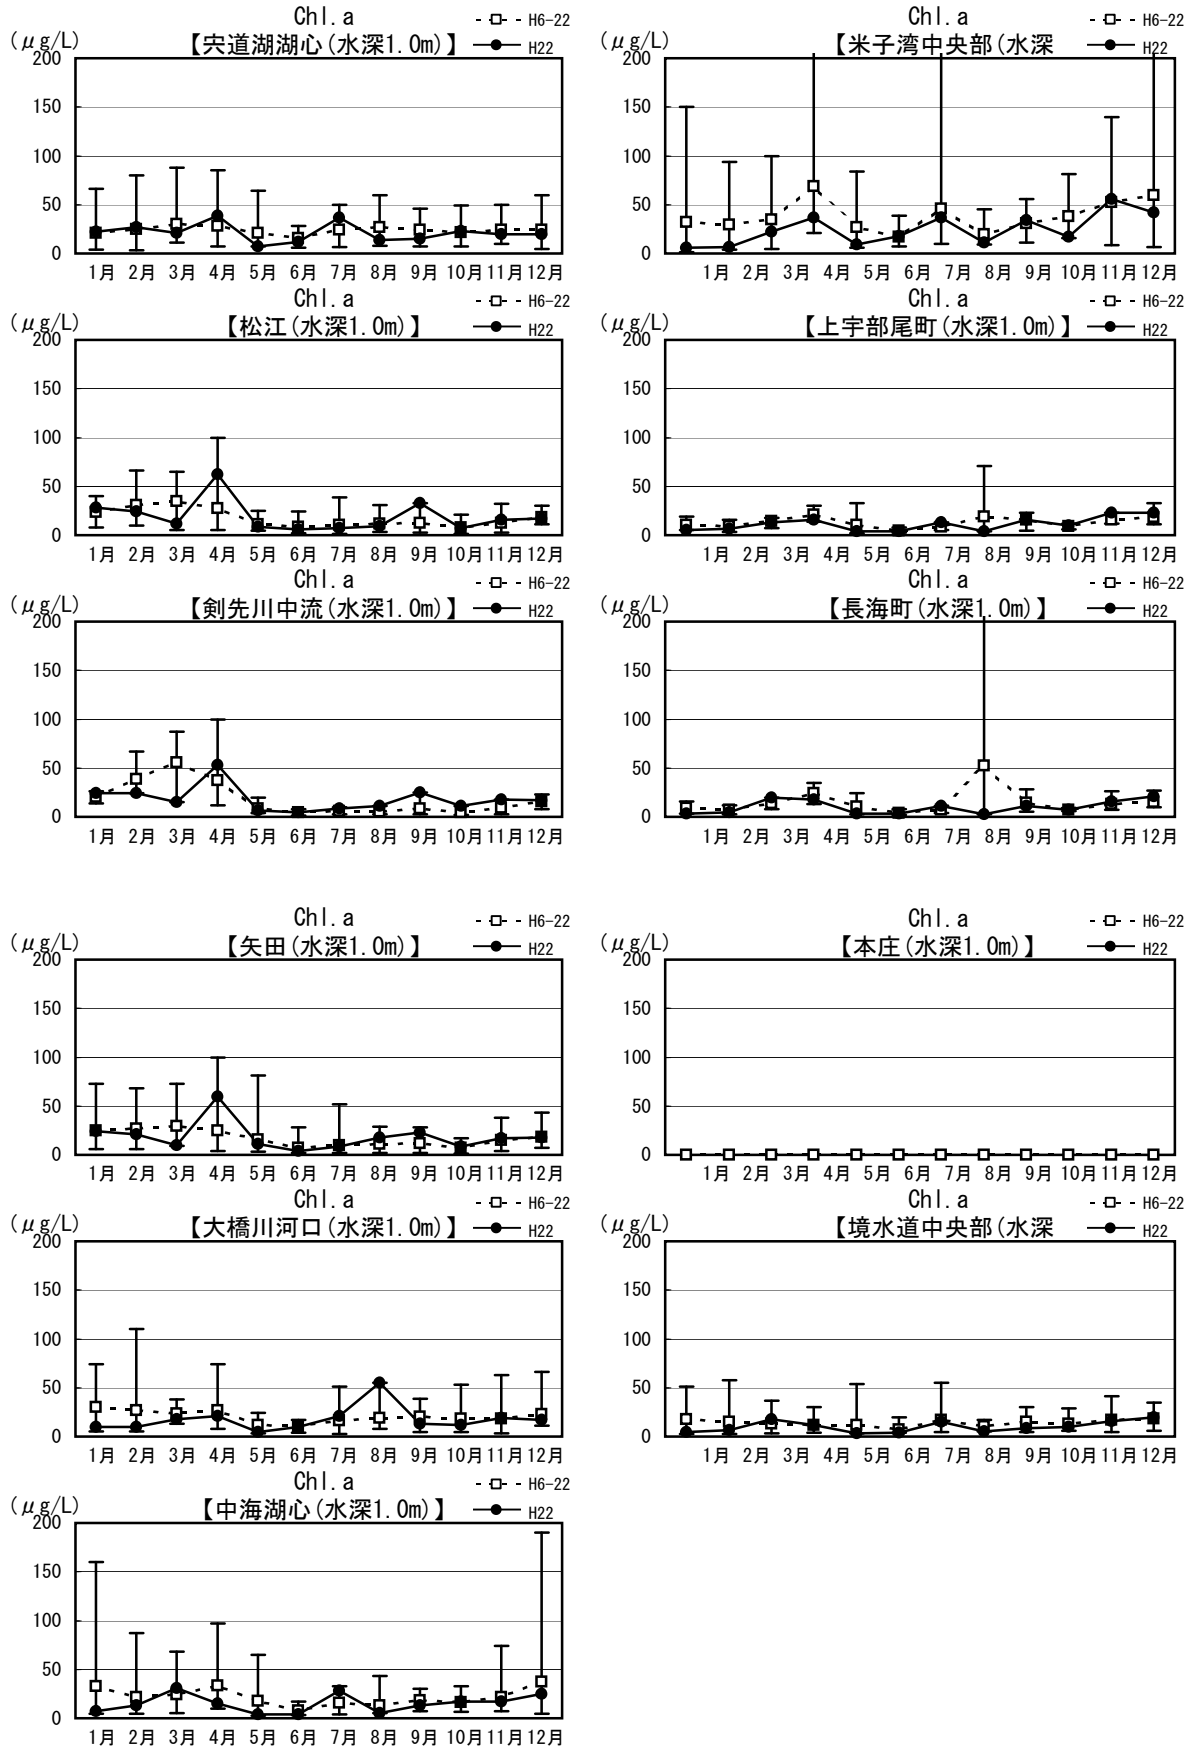 Chl.a
H6-22
(μg/L)
【宍道湖湖心(水深1.0m)】
H22
200
150
100
50
0
1月 2月 3月 4月 5月 6月 7月 8月 9月 10月 11月 12月
Chl.a
H6-22
(μg/L)
【米子湾中央部(水深
H22
200
150
100
50
0
1月 2月 3月 4月 5月 6月 7月 8月 9月 10月 11月 12月
Chl.a
H6-22
(μg/L)
【松江(水深1.0m)】
H22
200
150
100
50
0
1月 2月 3月 4月 5月 6月 7月 8月 9月 10月 11月 12月
Chl.a
H6-22
(μg/L)
【上宇部尾町(水深1.0m)】
H22
200
150
100
50
0
1月 2月 3月 4月 5月 6月 7月 8月 9月 10月 11月 12月
Chl.a
H6-22
(μg/L)
【剣先川中流(水深1.0m)】
H22
200
150
100
50
0
1月 2月 3月 4月 5月 6月 7月 8月 9月 10月 11月 12月
Chl.a
H6-22
(μg/L)
【長海町(水深1.0m)】
H22
200
150
100
50
0
1月 2月 3月 4月 5月 6月 7月 8月 9月 10月 11月 12月
Chl.a
H6-22
(μg/L)
【矢田(水深1.0m)】
H22
200
150
100
50
0
1月 2月 3月 4月 5月 6月 7月 8月 9月 10月 11月 12月
Chl.a
H6-22
(μg/L)
【本庄(水深1.0m)】
H22
200
150
100
50
0
1月 2月 3月 4月 5月 6月 7月 8月 9月 10月 11月 12月
Chl.a
H6-22
(μg/L)
【大橋川河口(水深1.0m)】
H22
200
150
100
50
0
1月 2月 3月 4月 5月 6月 7月 8月 9月 10月 11月 12月
Chl.a
H6-22
(μg/L)
【境水道中央部(水深
H22
200
150
100
50
0
1月 2月 3月 4月 5月 6月 7月 8月 9月 10月 11月 12月
Chl.a
H6-22
(μg/L)
【中海湖心(水深1.0m)】
H22
200
150
100
50
0
1月 2月 3月 4月 5月 6月 7月 8月 9月 10月 11月 12月